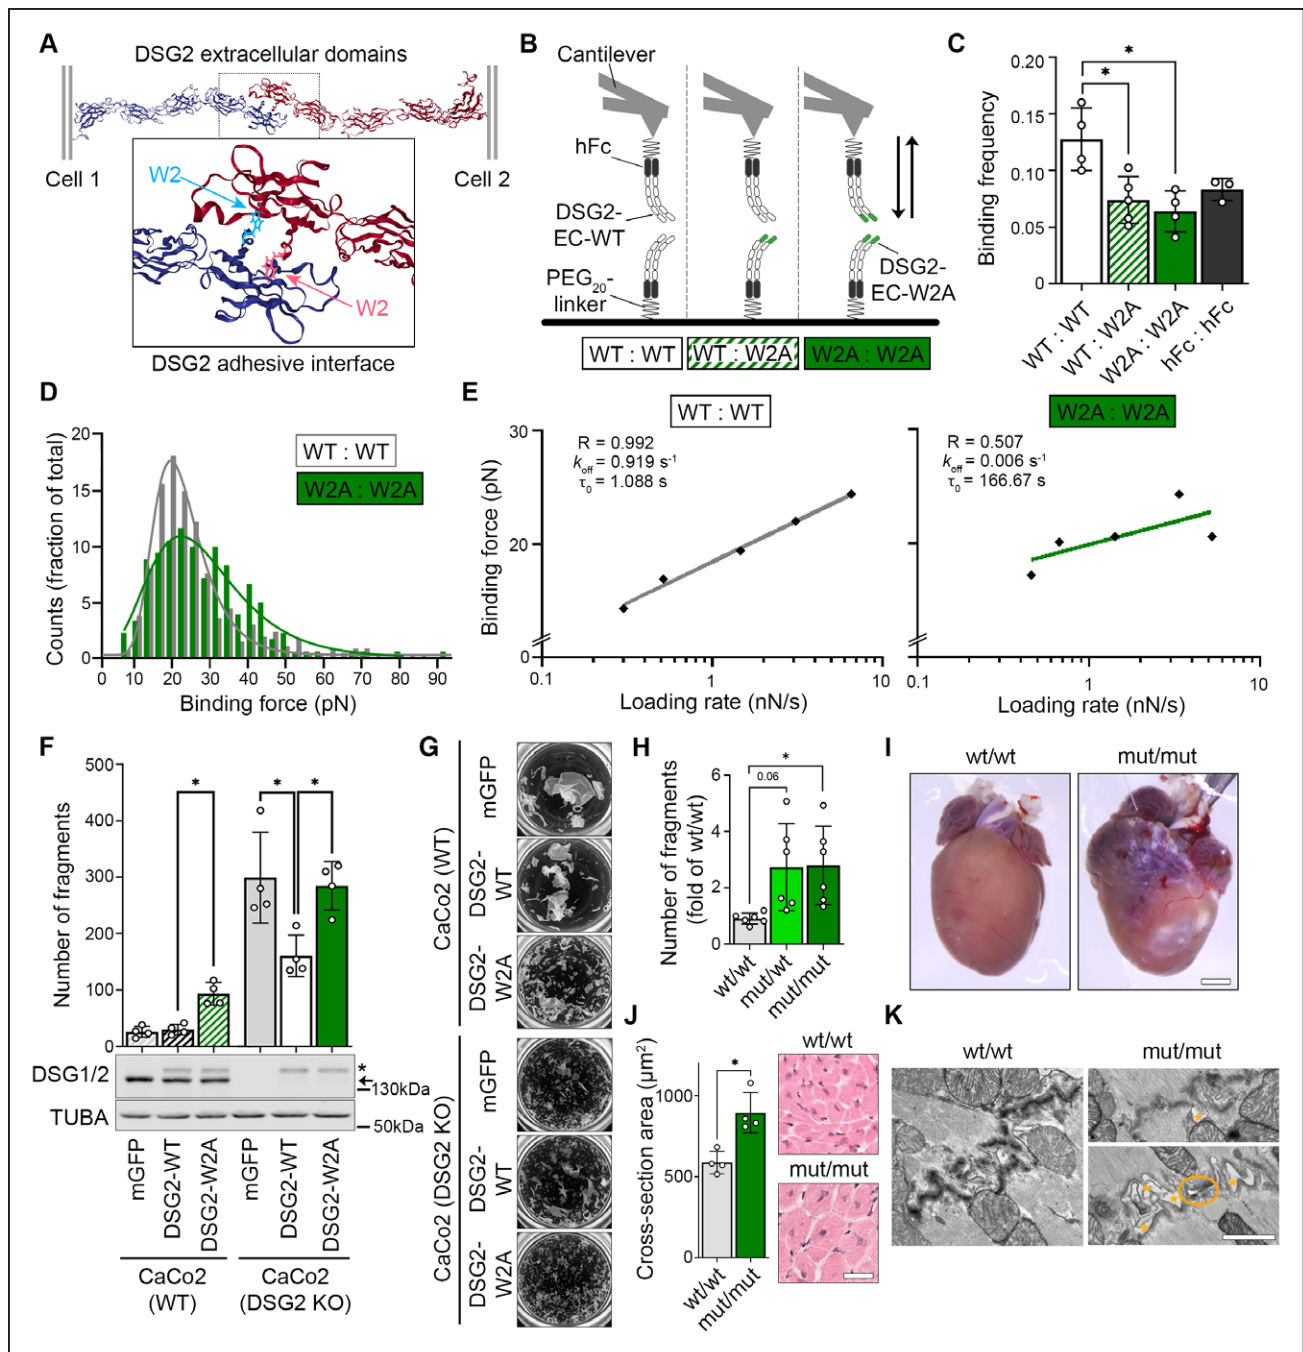 A
DSG2 extracellular domains
Cell 1
Cell 2
W2
W2
DSG2 adhesive interface
B
Cantilever
hFc
DSG2-
EC-WT
PEG20-
linker
DSG2-
EC-W2A
WT : WT
WT : W2A
W2A : W2A
C
Binding frequency
0.20
0.15
0.10
0.05
0
*
*
WT : WT
WT : W2A
W2A : W2A
hFc : hFc
D
Counts (fraction of total)
20
15
10
5
0
WT : WT
W2A : W2A
0 10 20 30 40 50 60 70 80 90
Binding force (pN)
E
WT : WT
Binding force (pN)
30
20
0
R = 0.992
koff = 0.919 s-1
τ0 = 1.088 s
0.1 1 10
Loading rate (nN/s)
W2A : W2A
R = 0.507
koff = 0.006 s-1
τ0 = 166.67 s
0.1 1 10
Loading rate (nN/s)
F
Number of fragments
500
400
300
200
100
0
* * *
DSG1/2
*
130kDa
TUBA
50kDa
mGFP
DSG2-WT
DSG2-W2A
mGFP
DSG2-WT
DSG2-W2A
CaCo2
(WT)
CaCo2
(DSG2 KO)
G
CaCo2 (WT)
mGFP
DSG2-
WT
DSG2-
W2A
CaCo2 (DSG2 KO)
mGFP
DSG2-
WT
DSG2-
W2A
H
Number of fragments
(fold of wt/wt)
6
4
2
0
*
0.06
wt/wt
mut/wt
mut/mut
I
wt/wt
mut/mut
J
Cross-section area (µm2)
1000
500
0
*
wt/wt
mut/mut
wt/wt
mut/mut
K
wt/wt
mut/mut
*
* * * *